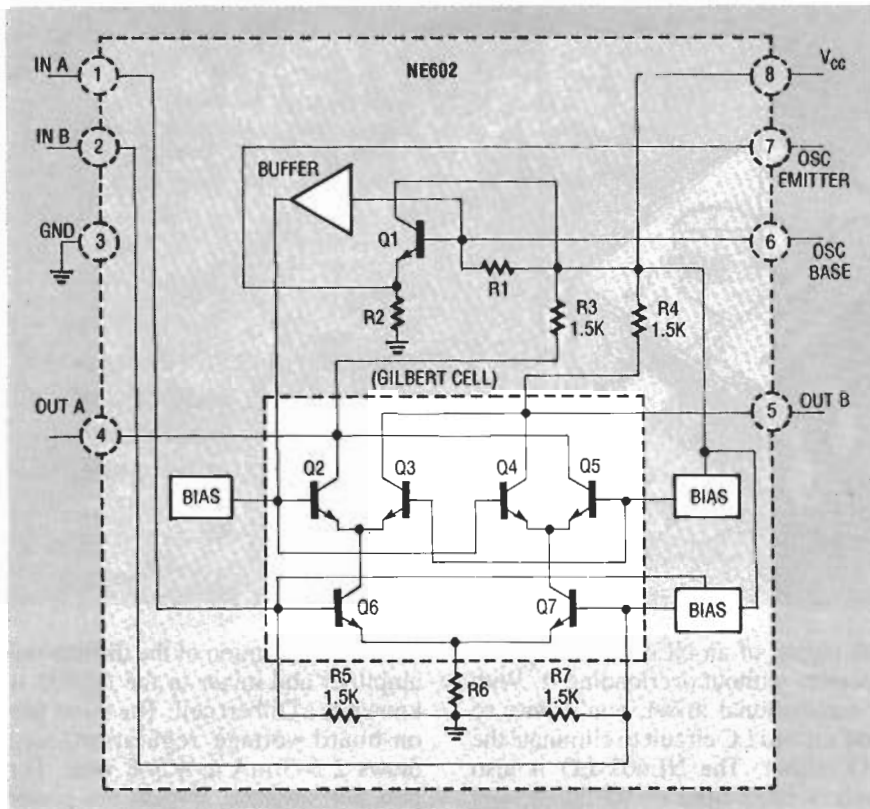 NE602
IN A
1
8
VCC
IN B
2
7
OSC
EMITTER
BUFFER
GND
3
Q1
6
OSC
BASE
R1
R2
R3
1.5K
R4
1.5K
(GILBERT CELL)
OUT A
4
5
OUT B
Q2
Q3
Q4
Q5
BIAS
BIAS
Q6
Q7
BIAS
R5
1.5K
R6
R7
1.5K